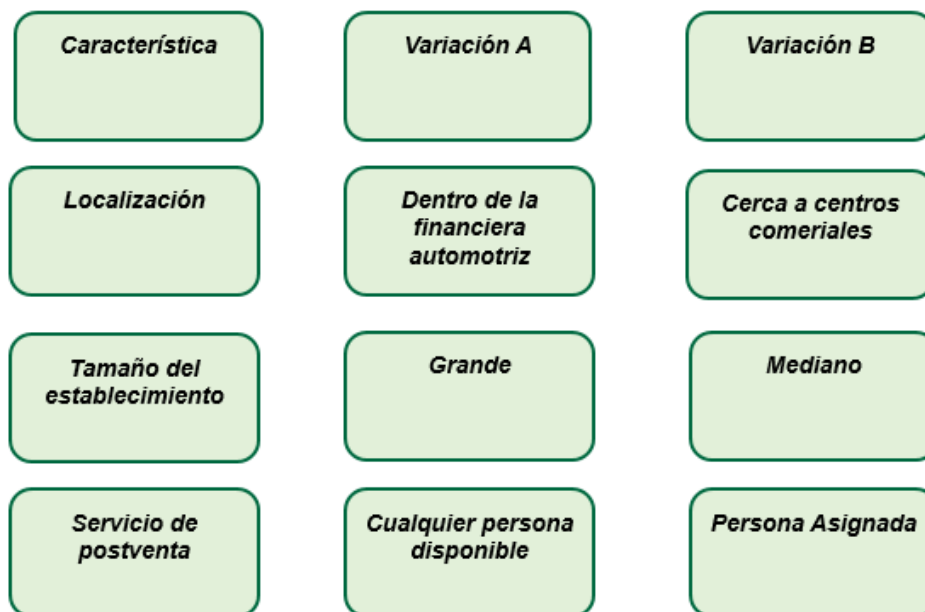 Característica
Variación A
Variación B
Localización
Dentro de la
financiera
automotriz
Cerca a centros
comeriales
Tamaño del
establecimiento
Grande
Mediano
Servicio de
postventa
Cualquier persona
disponible
Persona Asignada